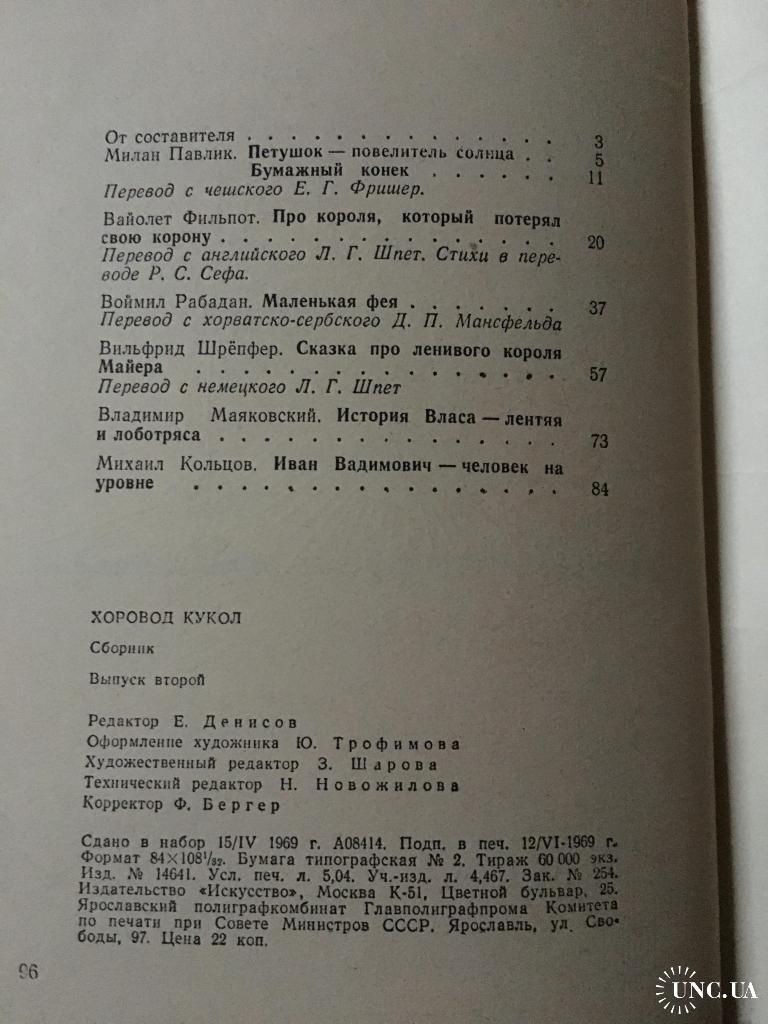 От составителя . . . . . . . . . . . . . 3
Милан Павлик. Петушок — повелитель солнца . . 5
Бумажный конек . . . . . . 11
Перевод с чешского Е. Г. Фришер.
Вайолет Фильпот. Про короля, который потерял
свою корону . . . . . . . . . . . . . . . 20
Перевод с английского Л. Г. Шпет. Стихи в пере-
воде Р. С. Сефа.
Воймил Рабадан. Маленькая фея . . . . . . . 37
Перевод с хорватско-сербского Д. П. Мансфельда
Вильфрид Шрёпфер. Сказка про ленивого короля
Майера . . . . . . . . . . . . . . . 57
Перевод с немецкого Л. Г. Шпет
Владимир Маяковский. История Власа — лентяя
и лоботряса . . . . . . . . . . . . . . . 73
Михаил Кольцов. Иван Вадимович — человек на
уровне . . . . . . . . . . . . . . . . 84
ХОРОВОД КУКОЛ
Сборник
Выпуск второй
Редактор Е. Денисов
Оформление художника Ю. Трофимова
Художественный редактор З. Шарова
Технический редактор Н. Новожилова
Корректор Ф. Бергер
Сдано в набор 15/IV 1969 г. А08414. Подп. в печ. 12/VI-1969 г.
Формат 84×108¹/₃₂. Бумага типографская № 2. Тираж 60 000 экз.
Изд. № 14641. Усл. печ. л. 5,04. Уч.-изд. л. 4,467. Зак. № 254.
Издательство «Искусство», Москва К-51, Цветной бульвар, 25.
Ярославский полиграфкомбинат Главполиграфпрома Комитета
по печати при Совете Министров СССР. Ярославль, ул. Сво-
боды, 97. Цена 22 коп.
96
UNC.UA